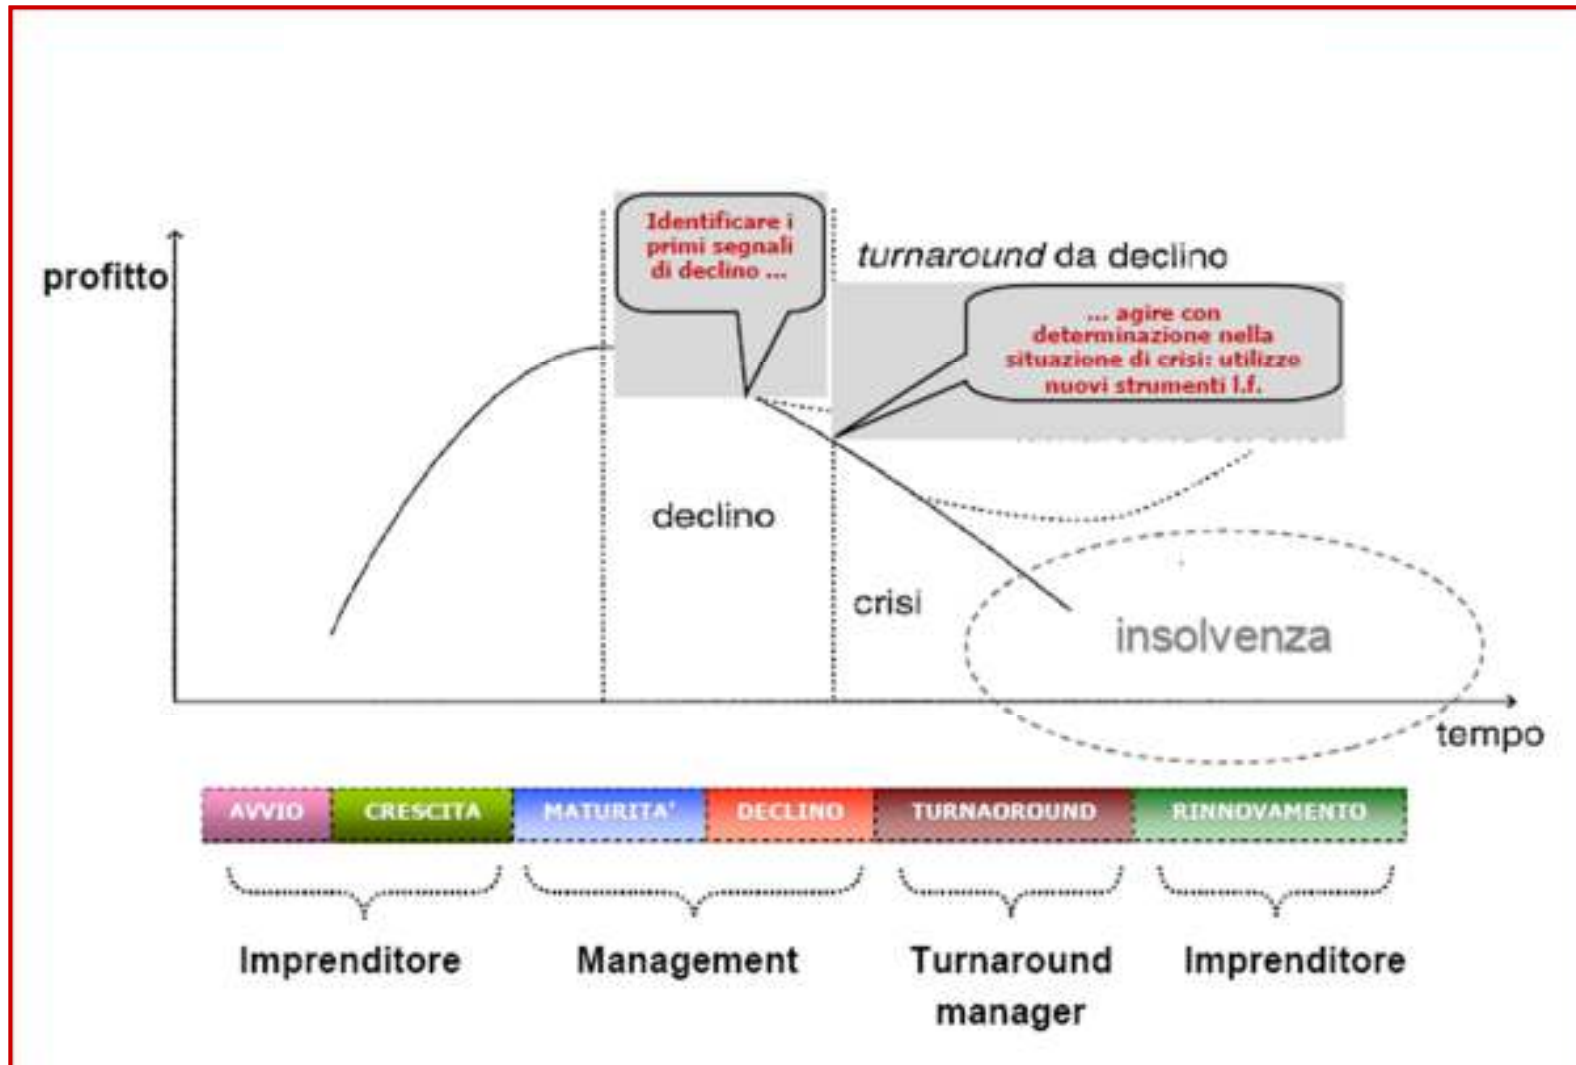 Identificare i
primi segnali
di declino ...
turnaround da declino
profitto
... agire con
determinazione nella
situazione di crisi: utilizzo
nuovi strumenti l.f.
declino
crisi
insolvenza
tempo
AVVIO
CRESCITA
MATURITA'
DECLINO
TURNAOROUND
RINNOVAMENTO
Imprenditore
Management
Turnaround
manager
Imprenditore